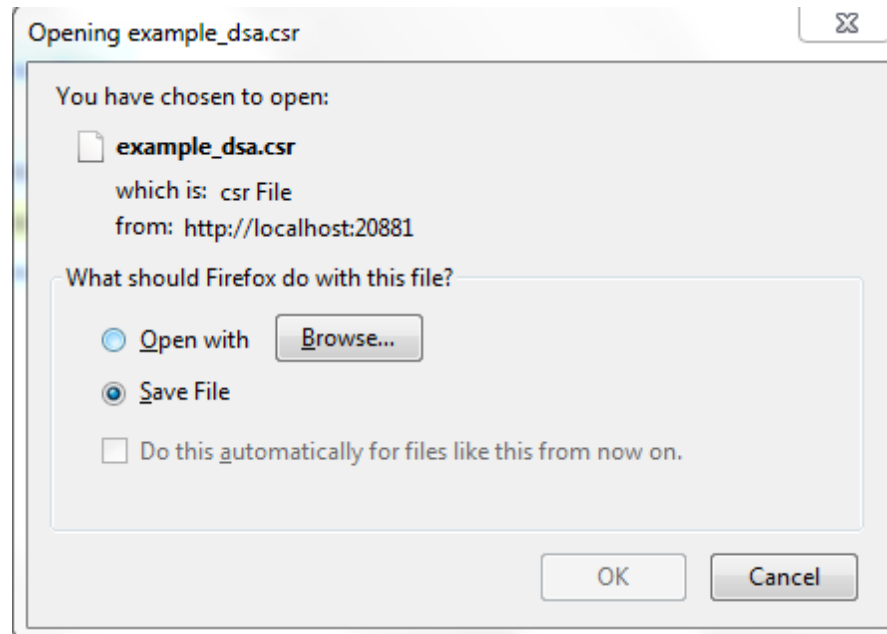 Opening example_dsa.csr
You have chosen to open:
example_dsa.csr
which is: csr File
from: http://localhost:20881
What should Firefox do with this file?
Open with Browse...
Save File
Do this automatically for files like this from now on.
OK Cancel